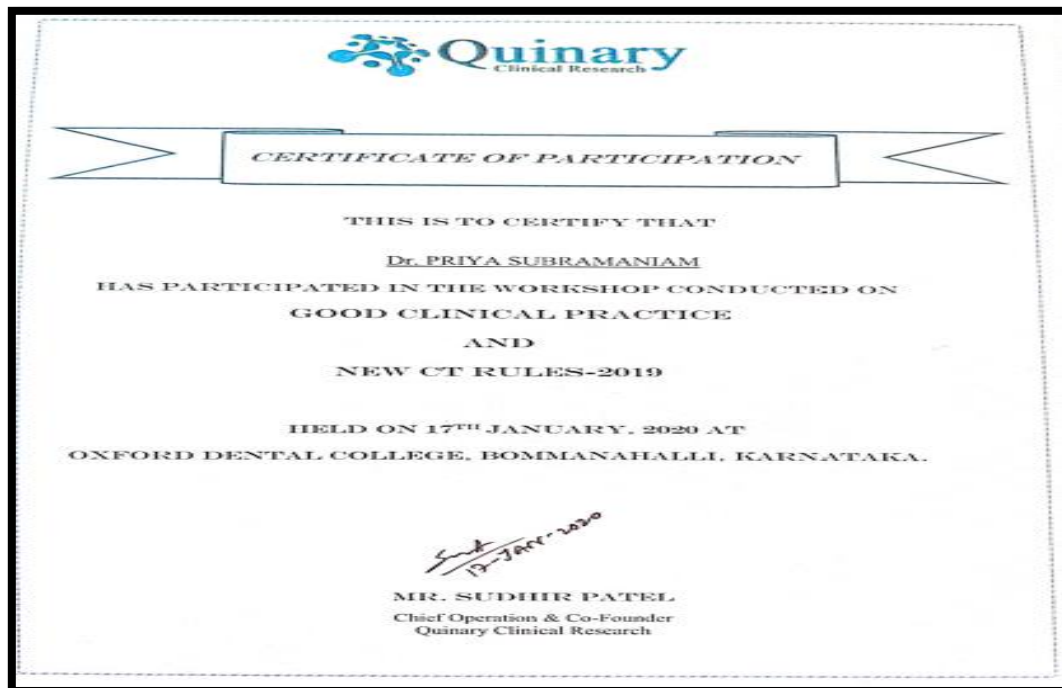 Quinary
Clinical Research
CERTIFICATE OF PARTICIPATION
THIS IS TO CERTIFY THAT
Dr. PRIYA SUBRAMANIAM
HAS PARTICIPATED IN THE WORKSHOP CONDUCTED ON
GOOD CLINICAL PRACTICE
AND
NEW CT RULES-2019
HELD ON 17TH JANUARY, 2020 AT
OXFORD DENTAL COLLEGE, BOMMANAHALLI, KARNATAKA.
17-JAN-2020
MR. SUDHIR PATEL
Chief Operation & Co-Founder
Quinary Clinical Research